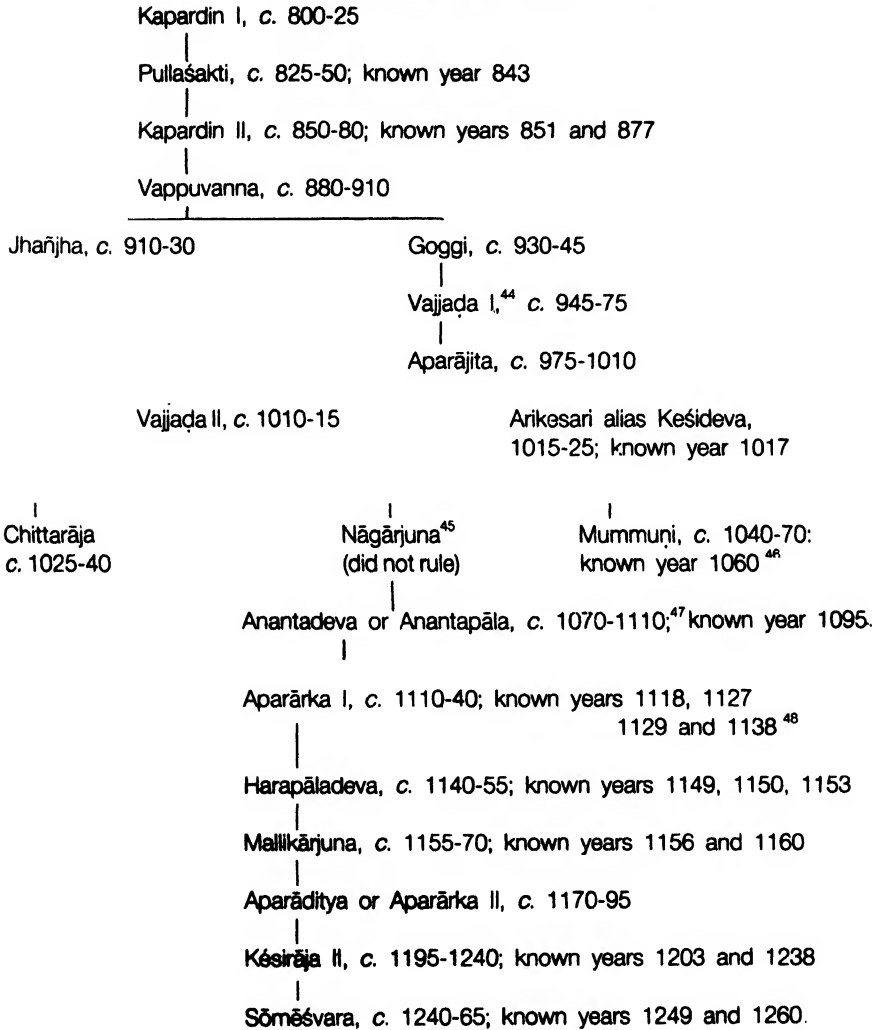 Kapardin I, c. 800-25
Pullaśakti, c. 825-50; known year 843
Kapardin II, c. 850-80; known years 851 and 877
Vappuvanna, c. 880-910
Jhañjha, c. 910-30 Goggi, c. 930-45
Vajjaḍa I,⁴⁴ c. 945-75
Aparājita, c. 975-1010
Vajjaḍa II, c. 1010-15 Arikesari alias Keśideva,
1015-25; known year 1017
Chittarāja Nāgārjuna⁴⁵ Mummuṇi, c. 1040-70:
c. 1025-40 (did not rule) known year 1060 ⁴⁶
Anantadeva or Anantapāla, c. 1070-1110;⁴⁷ known year 1095.
Aparārka I, c. 1110-40; known years 1118, 1127
1129 and 1138 ⁴⁸
Harapāladeva, c. 1140-55; known years 1149, 1150, 1153
Mallikārjuna, c. 1155-70; known years 1156 and 1160
Aparāditya or Aparārka II, c. 1170-95
Késirāja II, c. 1195-1240; known years 1203 and 1238
Sōmēśvara, c. 1240-65; known years 1249 and 1260.